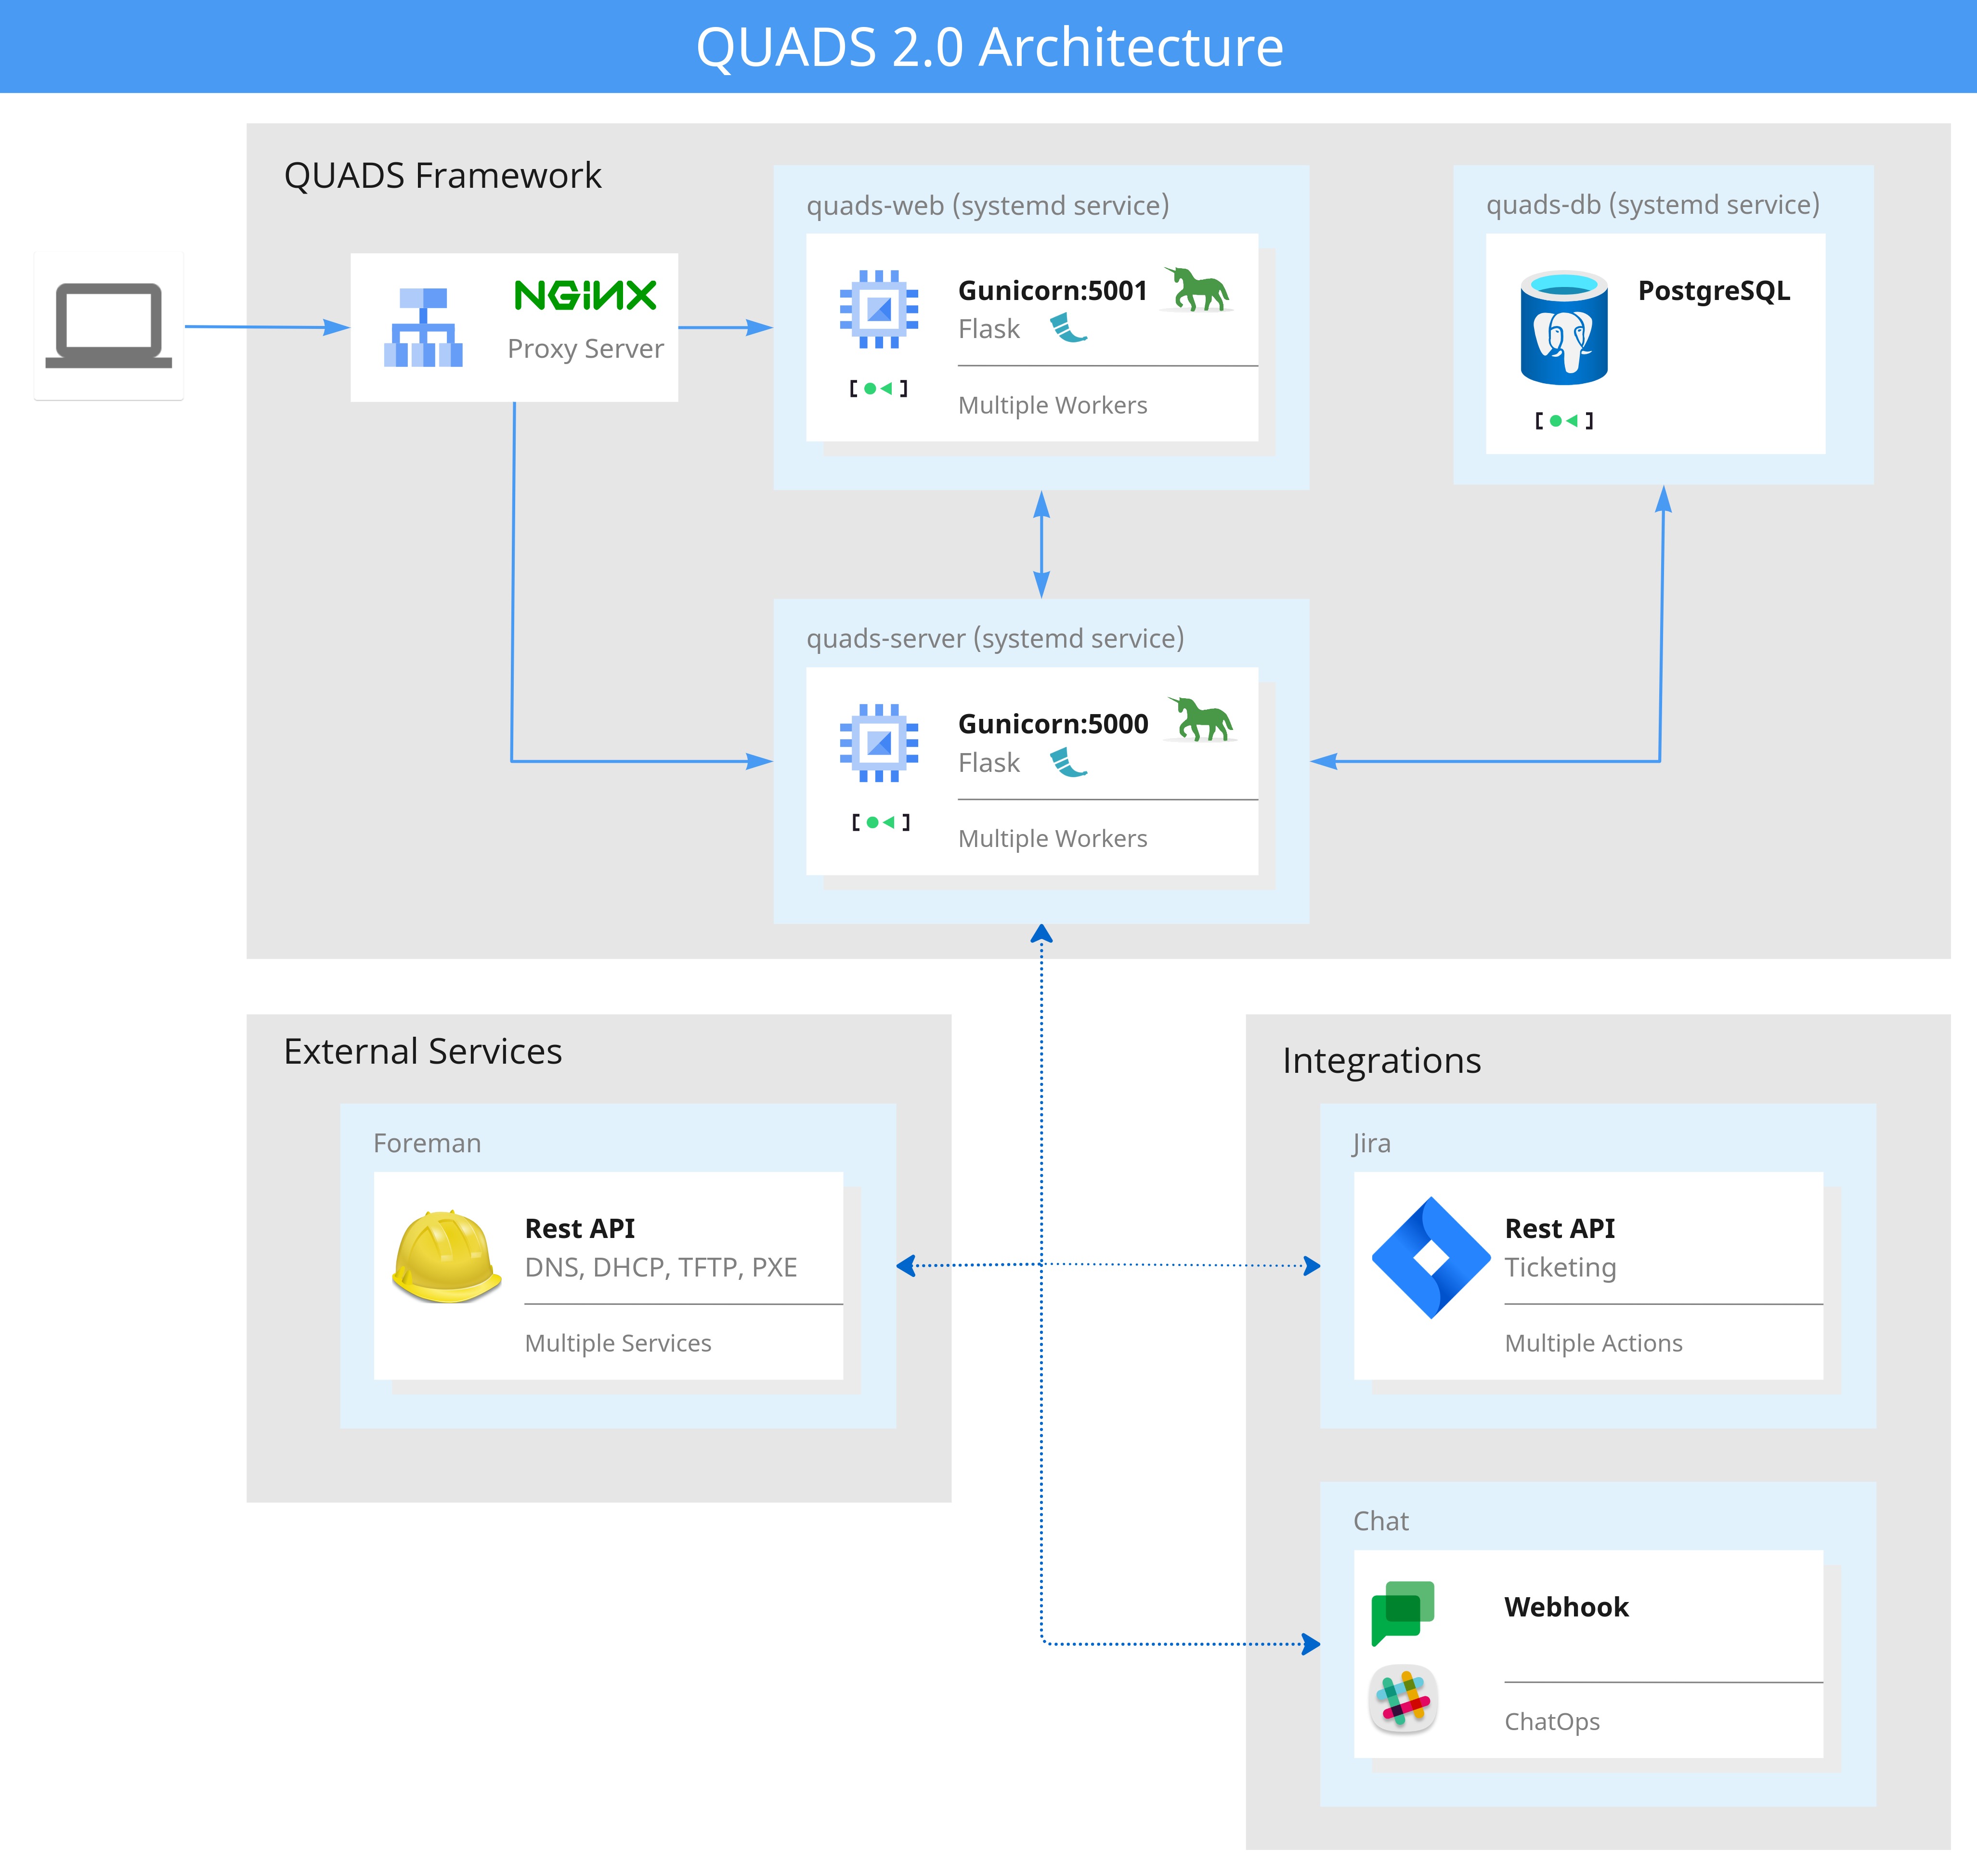 QUADS 2.0 Architecture
QUADS Framework
NGINX
Proxy Server
quads-web (systemd service)
Gunicorn:5001
Flask
Multiple Workers
quads-db (systemd service)
PostgreSQL
quads-server (systemd service)
Gunicorn:5000
Flask
Multiple Workers
External Services
Foreman
Rest API
DNS, DHCP, TFTP, PXE
Multiple Services
Integrations
Jira
Rest API
Ticketing
Multiple Actions
Chat
Webhook
ChatOps